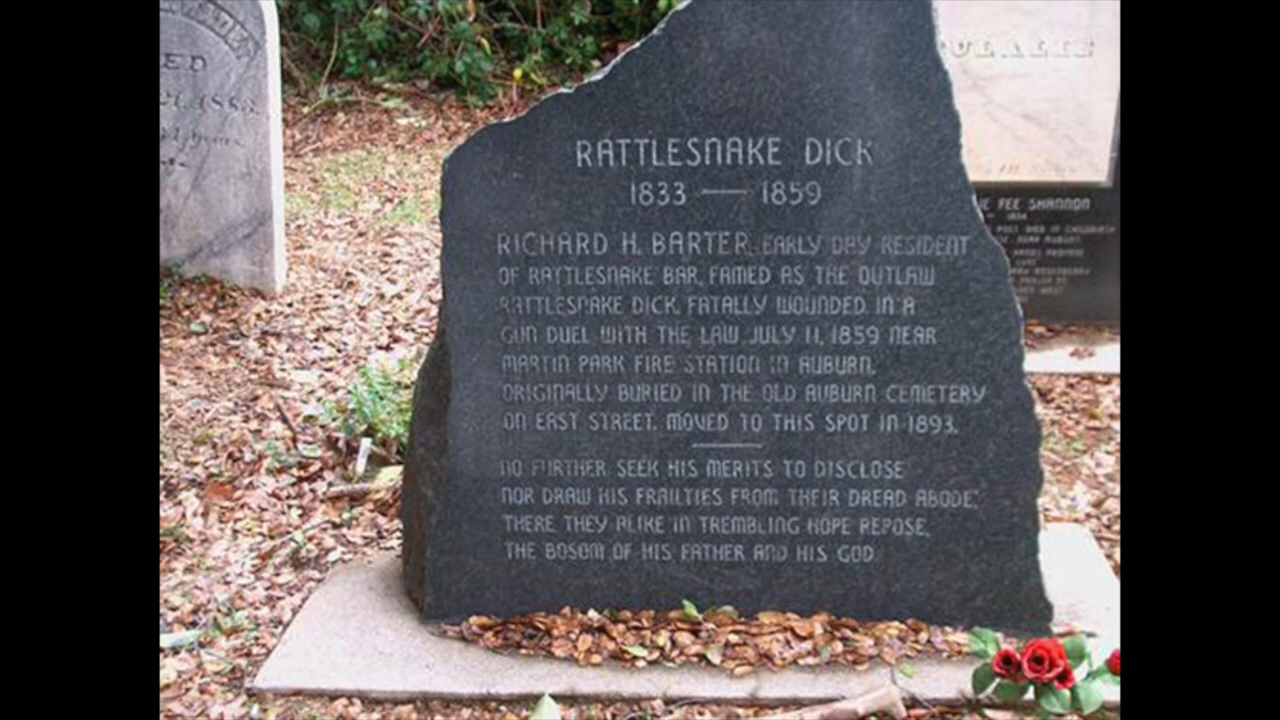 RATTLESNAKE DICK
1833 — 1859
RICHARD H. BARTER, EARLY DAY RESIDENT
OF RATTLESNAKE BAR, FAMED AS THE OUTLAW
RATTLESNAKE DICK, FATALLY WOUNDED IN A
GUN DUEL WITH THE LAW JULY 11, 1859 NEAR
MARTIN PARK FIRE STATION IN AUBURN.
ORIGINALLY BURIED IN THE OLD AUBURN CEMETERY
ON EAST STREET. MOVED TO THIS SPOT IN 1893.
NO FURTHER SEEK HIS MERITS TO DISCLOSE
NOR DRAW HIS FRAILTIES FROM THEIR DREAD ABODE;
THERE THEY ALIKE IN TREMBLING HOPE REPOSE,
THE BOSOM OF HIS FATHER AND HIS GOD
ED
1883
FEE SHANNON